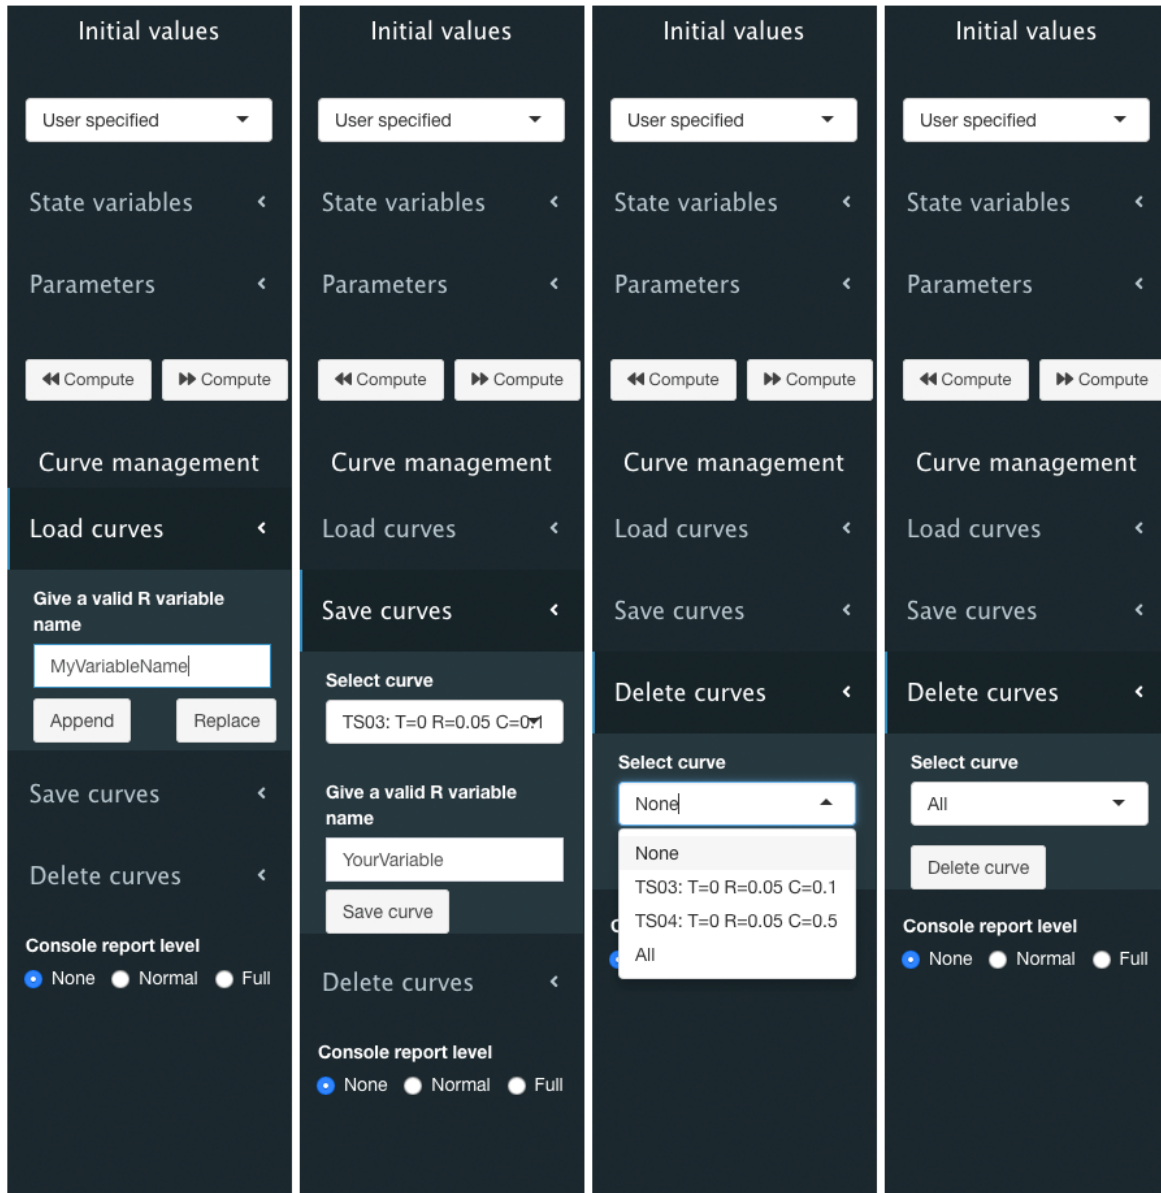 Initial values
User specified
State variables
Parameters
Compute
Compute
Curve management
Load curves
Give a valid R variable
name
MyVariableName
Append
Replace
Save curves
Delete curves
Console report level
None
Normal
Full
Initial values
User specified
State variables
Parameters
Compute
Compute
Curve management
Load curves
Save curves
Select curve
TS03: T=0 R=0.05 C=0.1
Give a valid R variable
name
YourVariable
Save curve
Delete curves
Console report level
None
Normal
Full
Initial values
User specified
State variables
Parameters
Compute
Compute
Curve management
Load curves
Save curves
Delete curves
Select curve
None
None
TS03: T=0 R=0.05 C=0.1
TS04: T=0 R=0.05 C=0.5
All
Initial values
User specified
State variables
Parameters
Compute
Compute
Curve management
Load curves
Save curves
Delete curves
Select curve
All
Delete curve
Console report level
None
Normal
Full